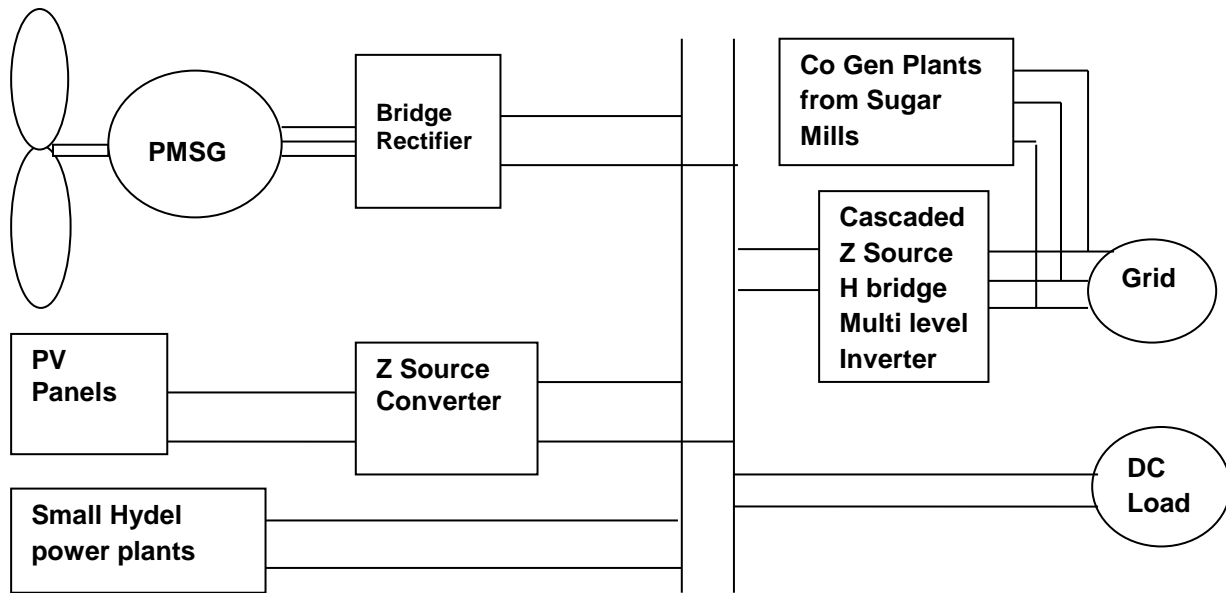 PMSG
Bridge
Rectifier
Co Gen Plants
from Sugar
Mills
Cascaded
Z Source
H bridge
Multi level
Inverter
Grid
PV
Panels
Z Source
Converter
DC
Load
Small Hydel
power plants